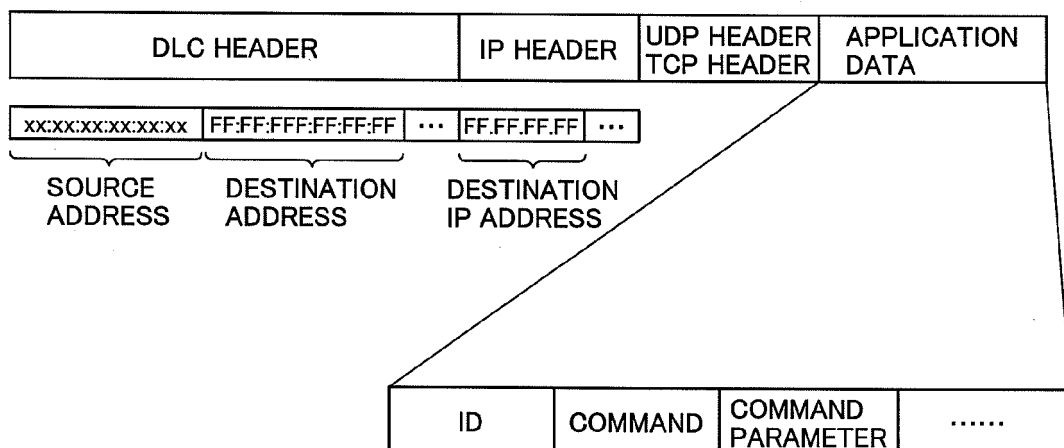 DLC HEADER
IP HEADER
UDP HEADER
TCP HEADER
APPLICATION
DATA
xx:xx:xx:xx:xx:xx
FF:FF:FFF:FF:FF:FF
...
FF.FF.FF.FF
...
SOURCE
ADDRESS
DESTINATION
ADDRESS
DESTINATION
IP ADDRESS
ID
COMMAND
COMMAND
PARAMETER
......